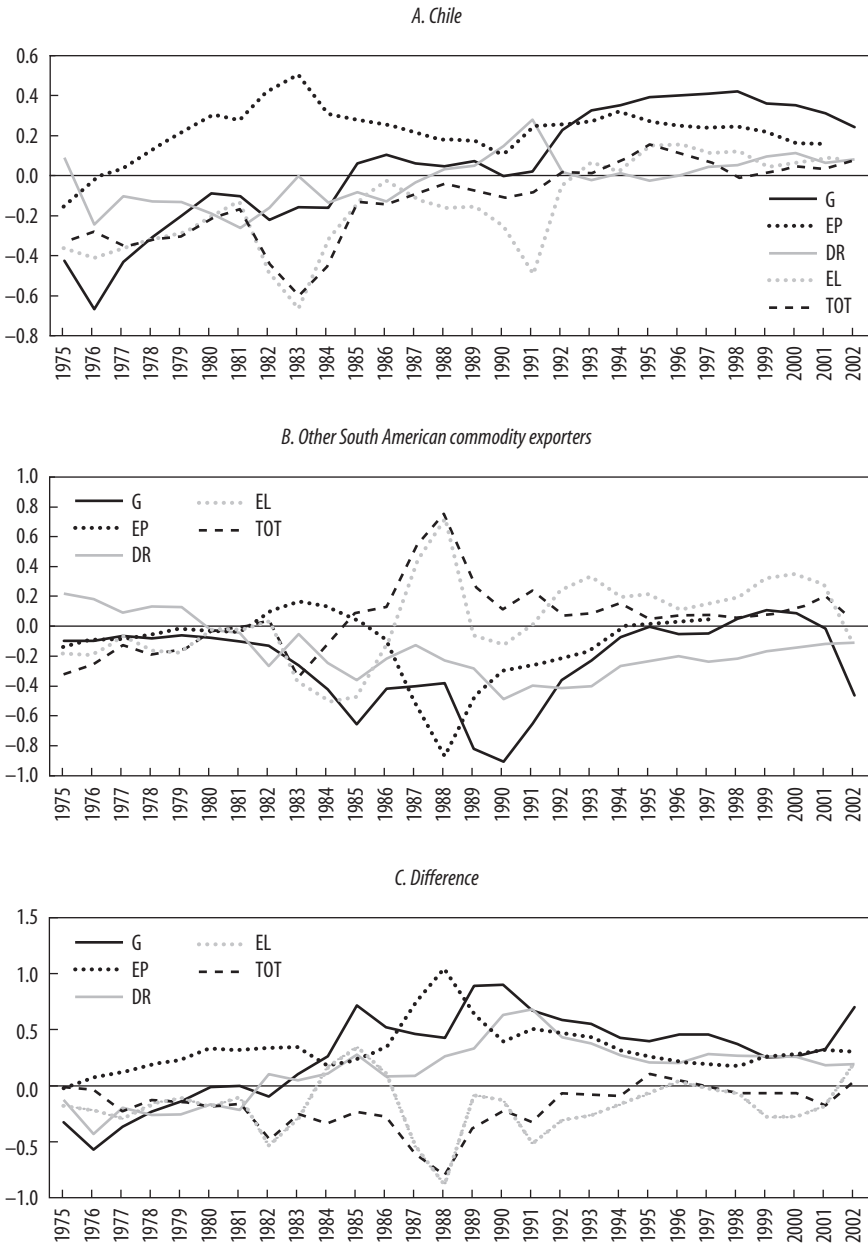 A. Chile
0.6
0.4
0.2
0.0
−0.2
−0.4
−0.6
−0.8
G
EP
DR
EL
TOT
1975 1976 1977 1978 1979 1980 1981 1982 1983 1984 1985 1986 1987 1988 1989 1990 1991 1992 1993 1994 1995 1996 1997 1998 1999 2000 2001 2002
B. Other South American commodity exporters
1.0
0.8
0.6
0.4
0.2
0.0
−0.2
−0.4
−0.6
−0.8
−1.0
G EL
EP TOT
DR
1975 1976 1977 1978 1979 1980 1981 1982 1983 1984 1985 1986 1987 1988 1989 1990 1991 1992 1993 1994 1995 1996 1997 1998 1999 2000 2001 2002
C. Difference
1.5
1.0
0.5
0.0
−0.5
−1.0
G EL
EP TOT
DR
1975 1976 1977 1978 1979 1980 1981 1982 1983 1984 1985 1986 1987 1988 1989 1990 1991 1992 1993 1994 1995 1996 1997 1998 1999 2000 2001 2002